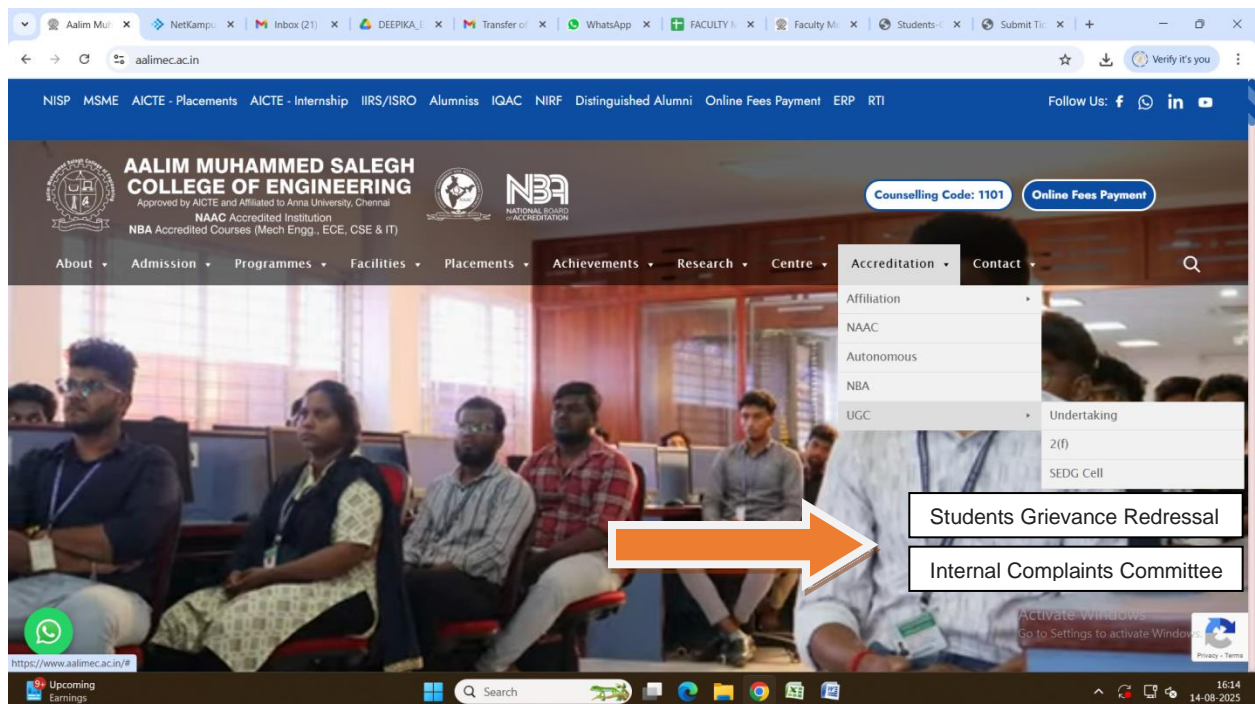 Aalim Muh
NetKampu
Inbox (21)
DEEPIKA_E
Transfer of
WhatsApp
FACULTY M
Faculty Mo
Students-C
Submit Tic
aalimec.ac.in
Verify it's you
NISP MSME AICTE - Placements AICTE - Internship IIRS/ISRO Alumniss IQAC NIRF Distinguished Alumni Online Fees Payment ERP RTI
Follow Us:
AALIM MUHAMMED SALEGH
COLLEGE OF ENGINEERING
Approved by AICTE and Affiliated to Anna University, Chennai
NAAC Accredited Institution
NBA Accredited Courses (Mech Engg., ECE, CSE & IT)
NBA
NATIONAL BOARD
of ACCREDITATION
Counselling Code: 1101
Online Fees Payment
About Admission Programmes Facilities Placements Achievements Research Centre Accreditation Contact
Affiliation
NAAC
Autonomous
NBA
UGC
Undertaking
2(f)
SEDG Cell
Students Grievance Redressal
Internal Complaints Committee
Activate Windows
Go to Settings to activate Windows.
Privacy - Terms
https://www.aalimec.ac.in/#
9+
Upcoming
Earnings
Search
16:14
14-08-2025